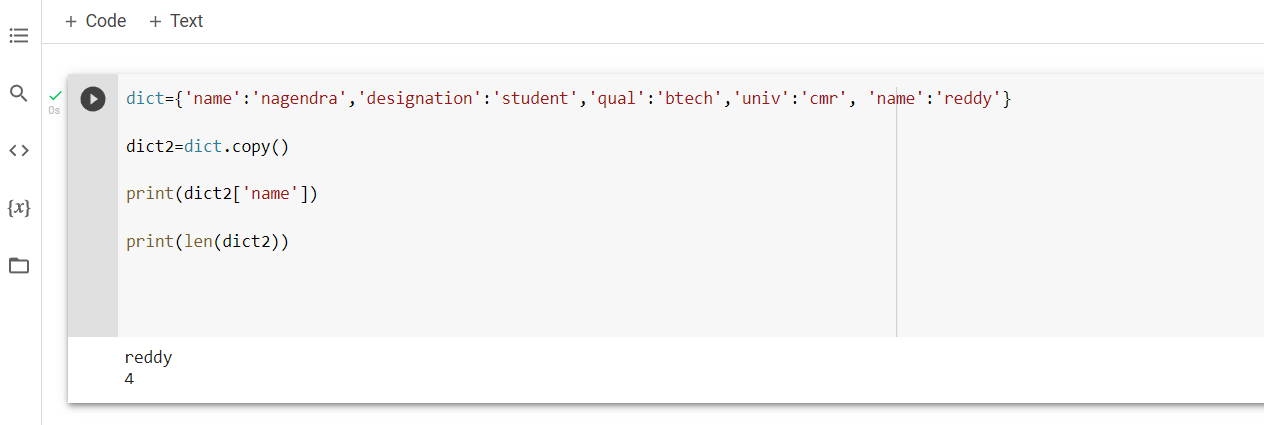 + Code + Text
0s
dict={'name':'nagendra','designation':'student','qual':'btech','univ':'cmr', 'name':'reddy'}
dict2=dict.copy()
print(dict2['name'])
print(len(dict2))
{x}
reddy
4